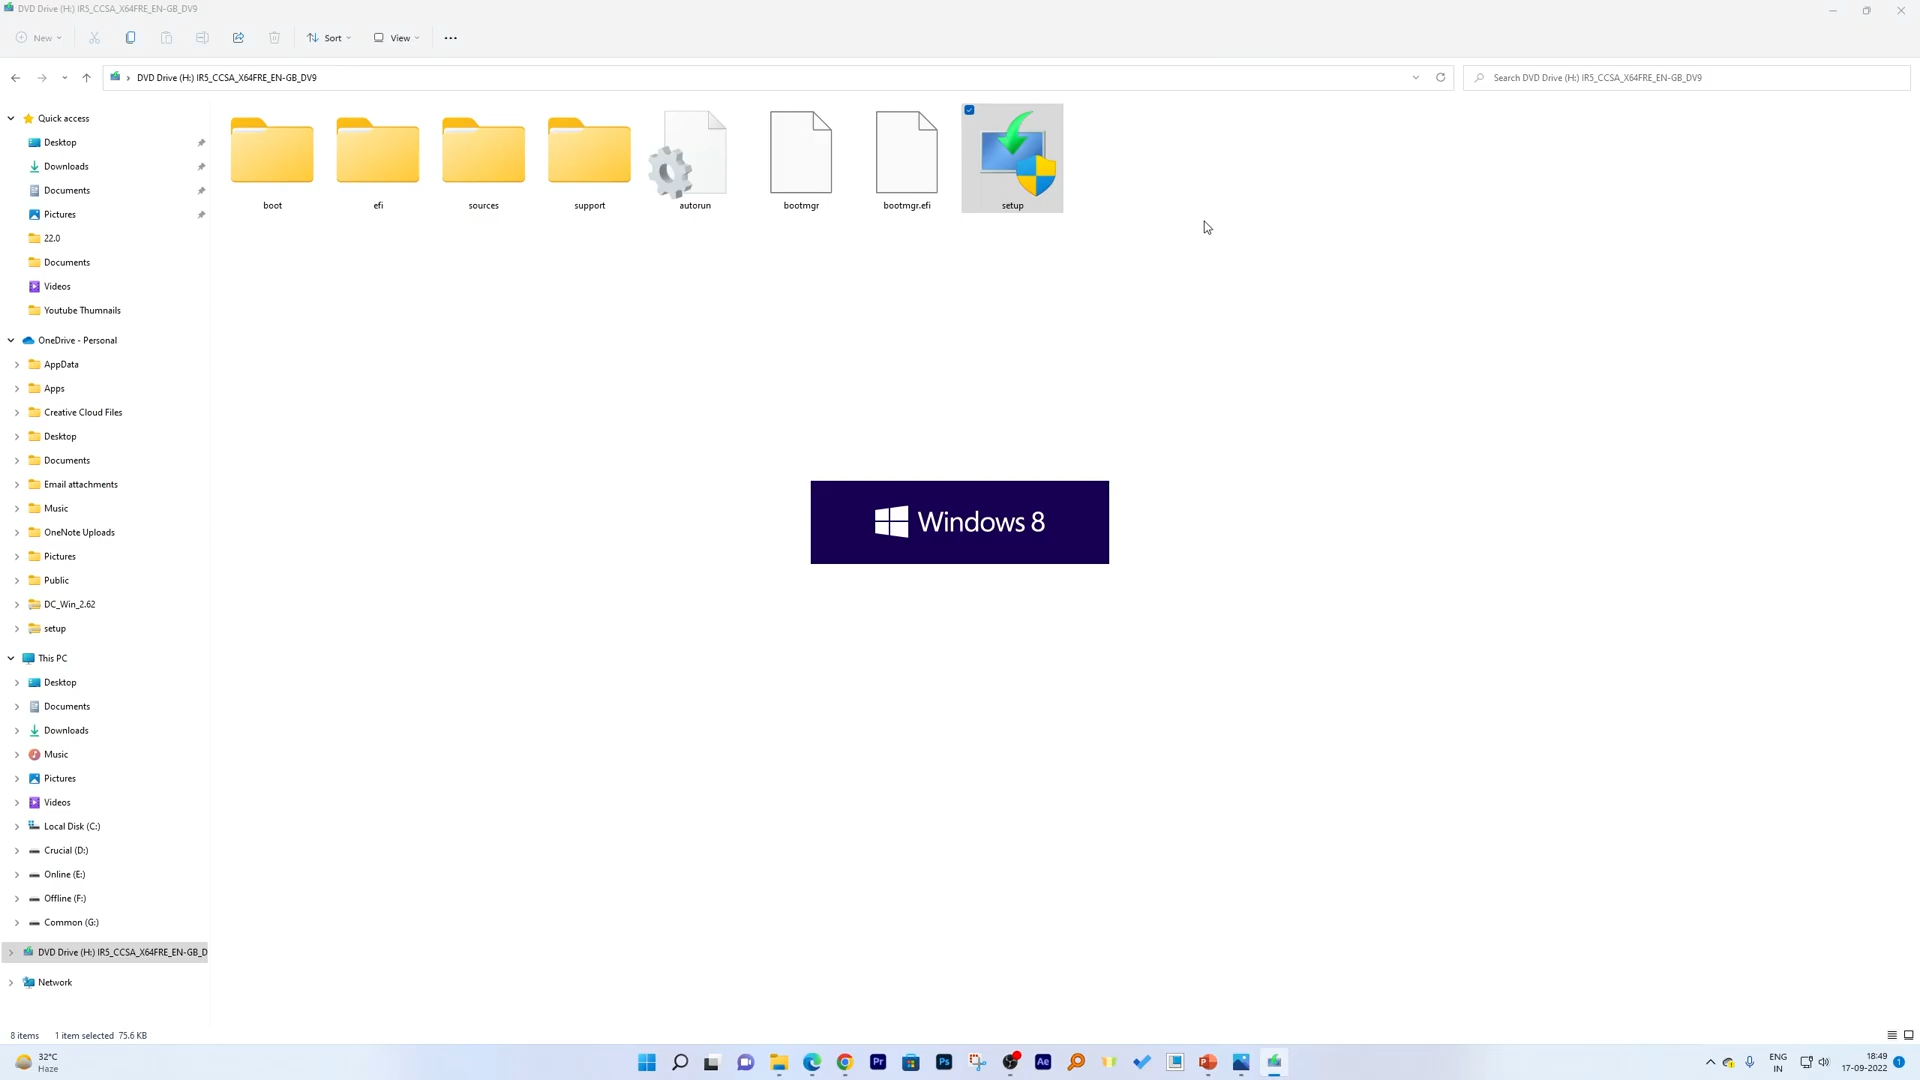 DVD Drive (H:) IR5_CCSA_X64FRE_EN-GB_DV9
New
Sort
View
DVD Drive (H:) IR5_CCSA_X64FRE_EN-GB_DV9
Search DVD Drive (H:) IR5_CCSA_X64FRE_EN-GB_DV9
Quick access
Desktop
Downloads
Documents
Pictures
22.0
Documents
Videos
Youtube Thumnails
OneDrive - Personal
AppData
Apps
Creative Cloud Files
Desktop
Documents
Email attachments
Music
OneNote Uploads
Pictures
Public
DC_Win_2.62
setup
This PC
Desktop
Documents
Downloads
Music
Pictures
Videos
Local Disk (C:)
Crucial (D:)
Online (E:)
Offline (F:)
Common (G:)
DVD Drive (H:) IR5_CCSA_X64FRE_EN-GB_D
Network
boot
efi
sources
support
autorun
bootmgr
bootmgr.efi
setup
Windows 8
8 items 1 item selected 75.6 KB
32°C
Haze
Pr
Ps
Ae
ENG
IN
18:49
17-09-2022
1